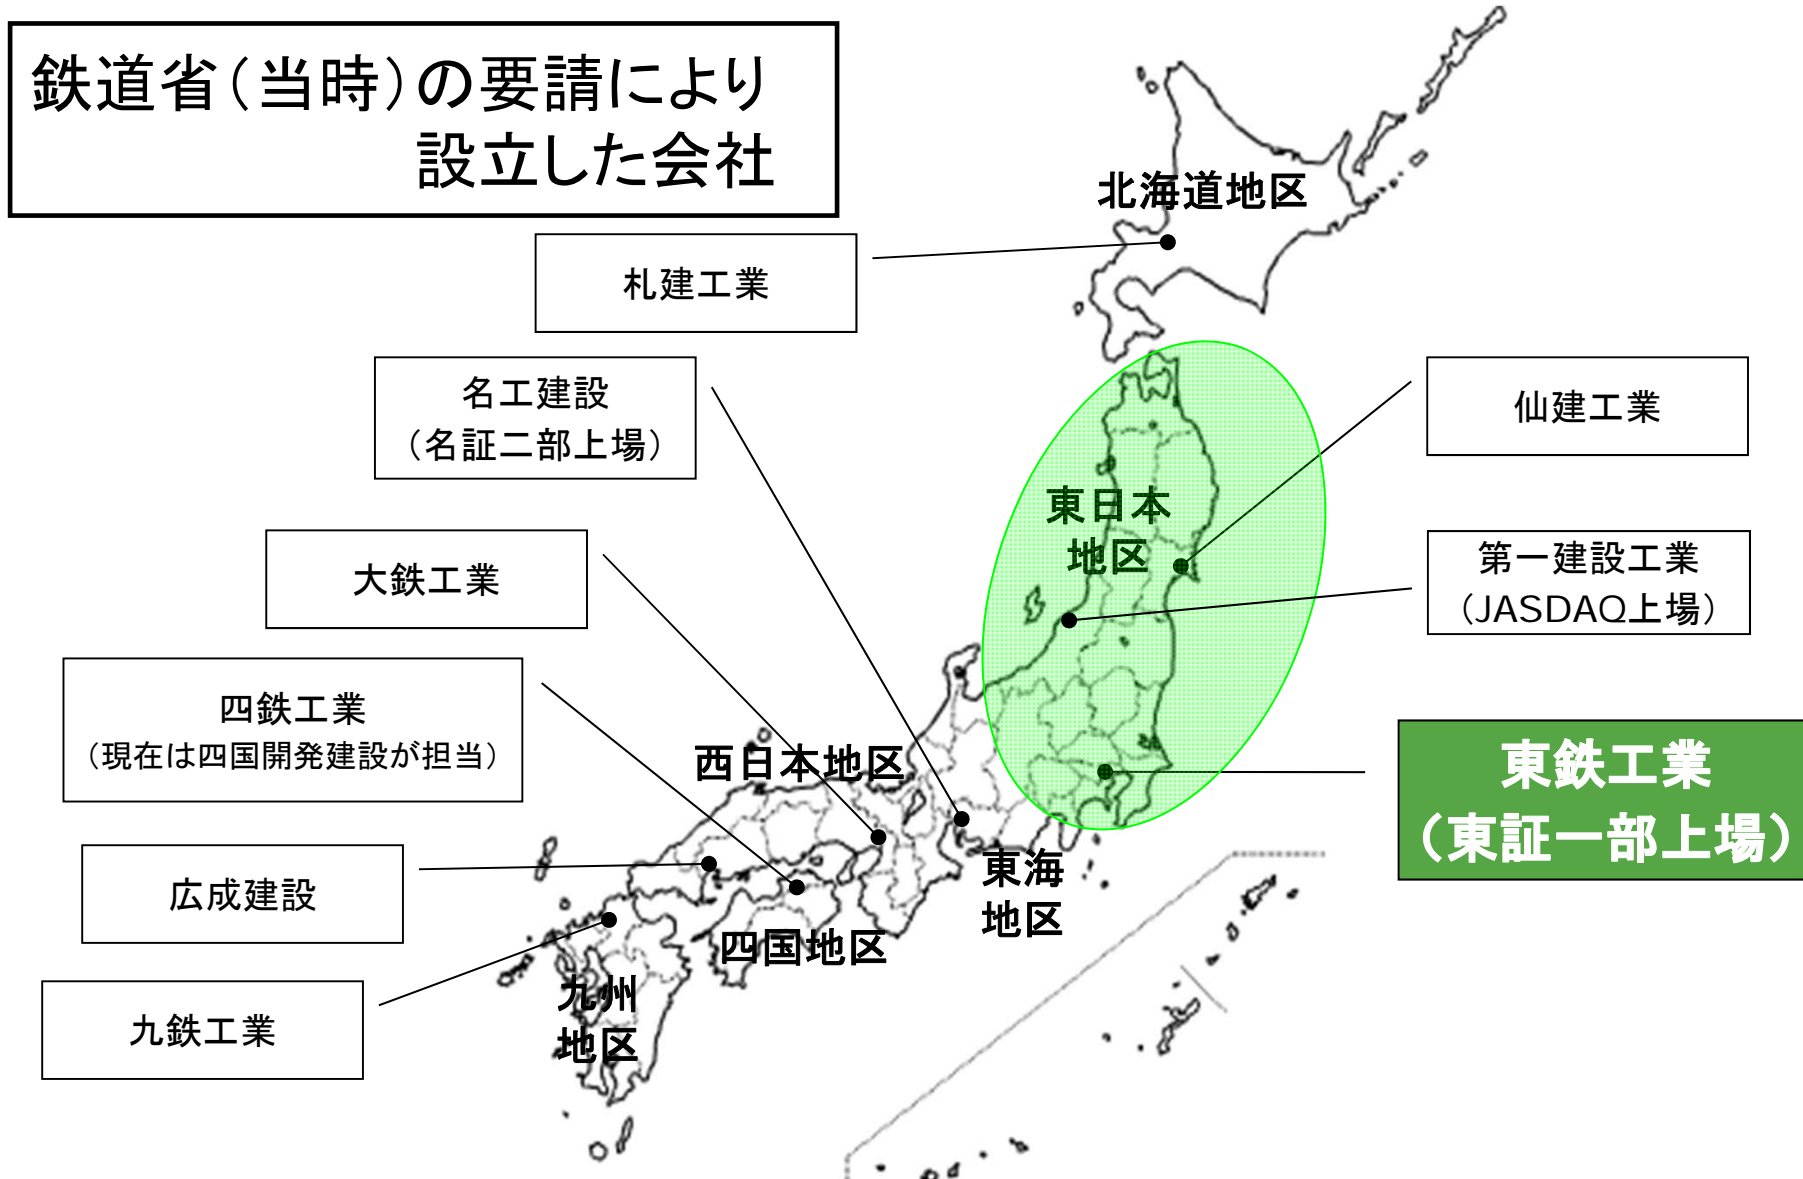 鉄道省（当時）の要請により
設立した会社
北海道地区
札建工業
名工建設
（名証二部上場）
仙建工業
東日本
地区
大鉄工業
第一建設工業
（JASDAQ上場）
四鉄工業
（現在は四国開発建設が担当）
西日本地区
東鉄工業
（東証一部上場）
広成建設
東海
地区
四国地区
九鉄工業
九州
地区